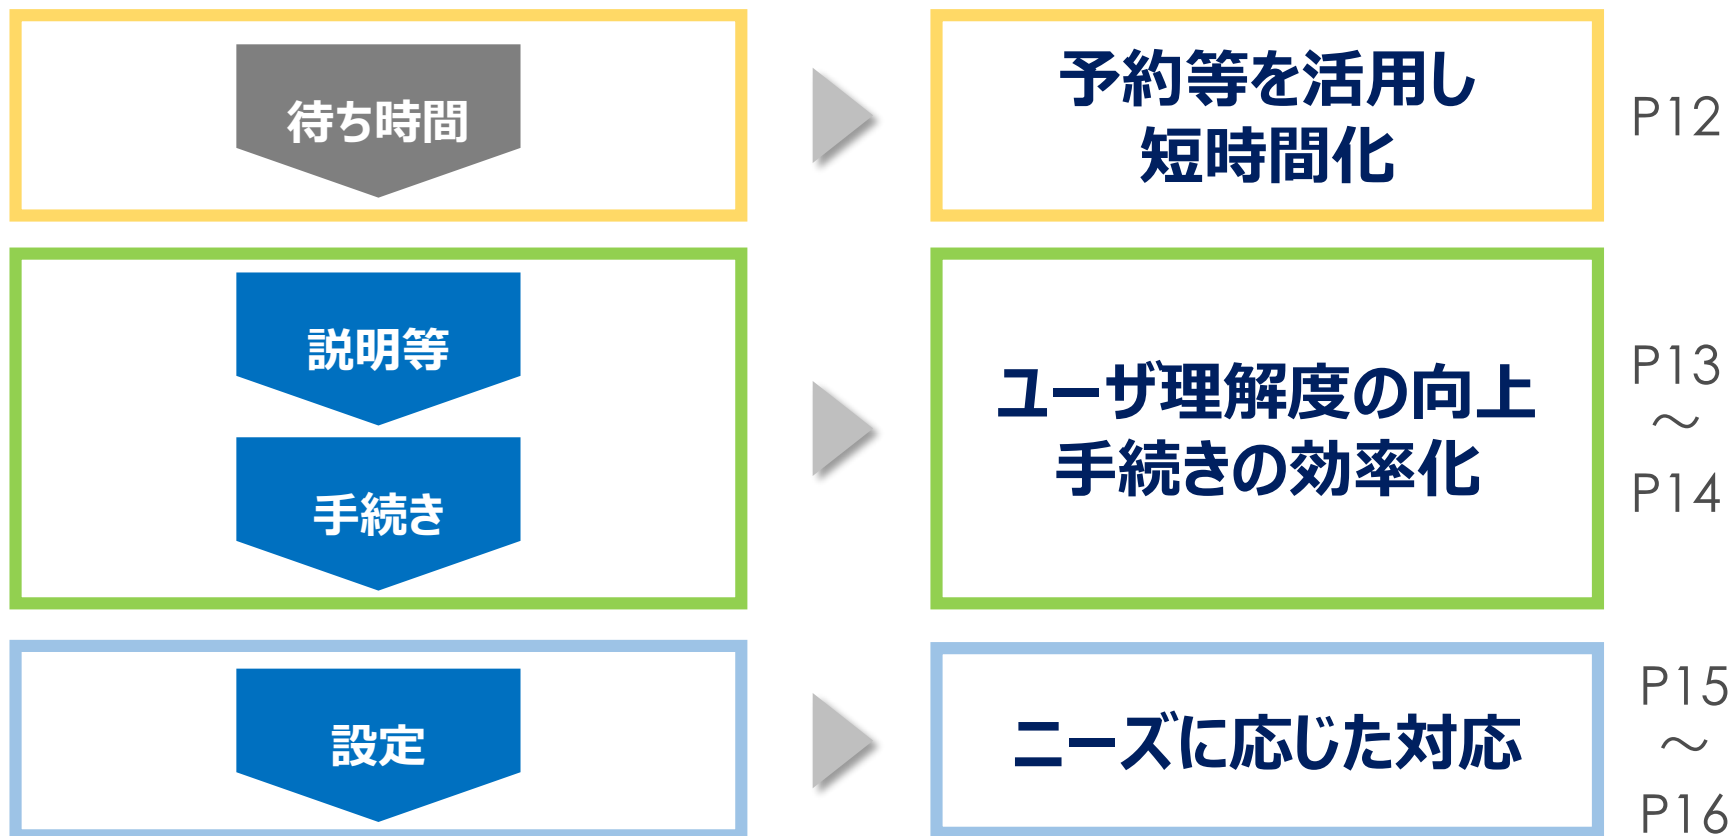 待ち時間
予約等を活用し
短時間化
P12
説明等
手続き
ユーザ理解度の向上
手続きの効率化
P13
～
P14
設定
ニーズに応じた対応
P15
～
P16